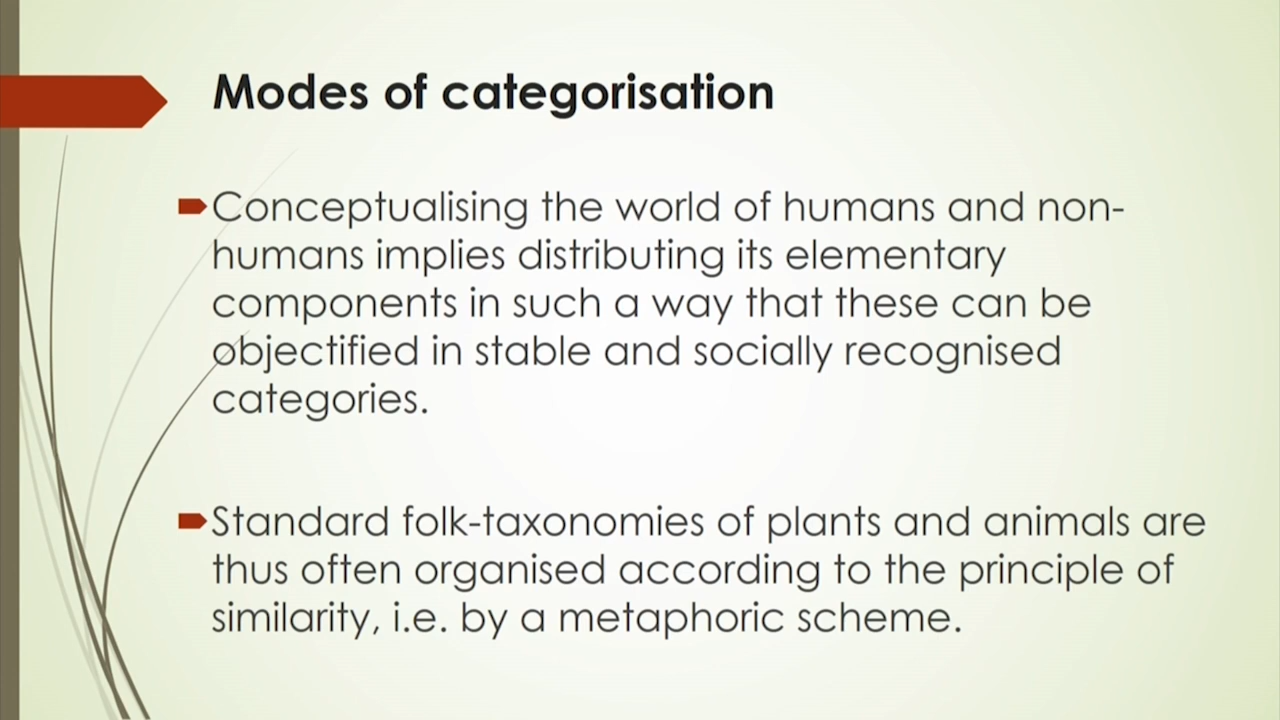 Modes of categorisation
Conceptualising the world of humans and non-
humans implies distributing its elementary
components in such a way that these can be
objectified in stable and socially recognised
categories.
Standard folk-taxonomies of plants and animals are
thus often organised according to the principle of
similarity, i.e. by a metaphoric scheme.